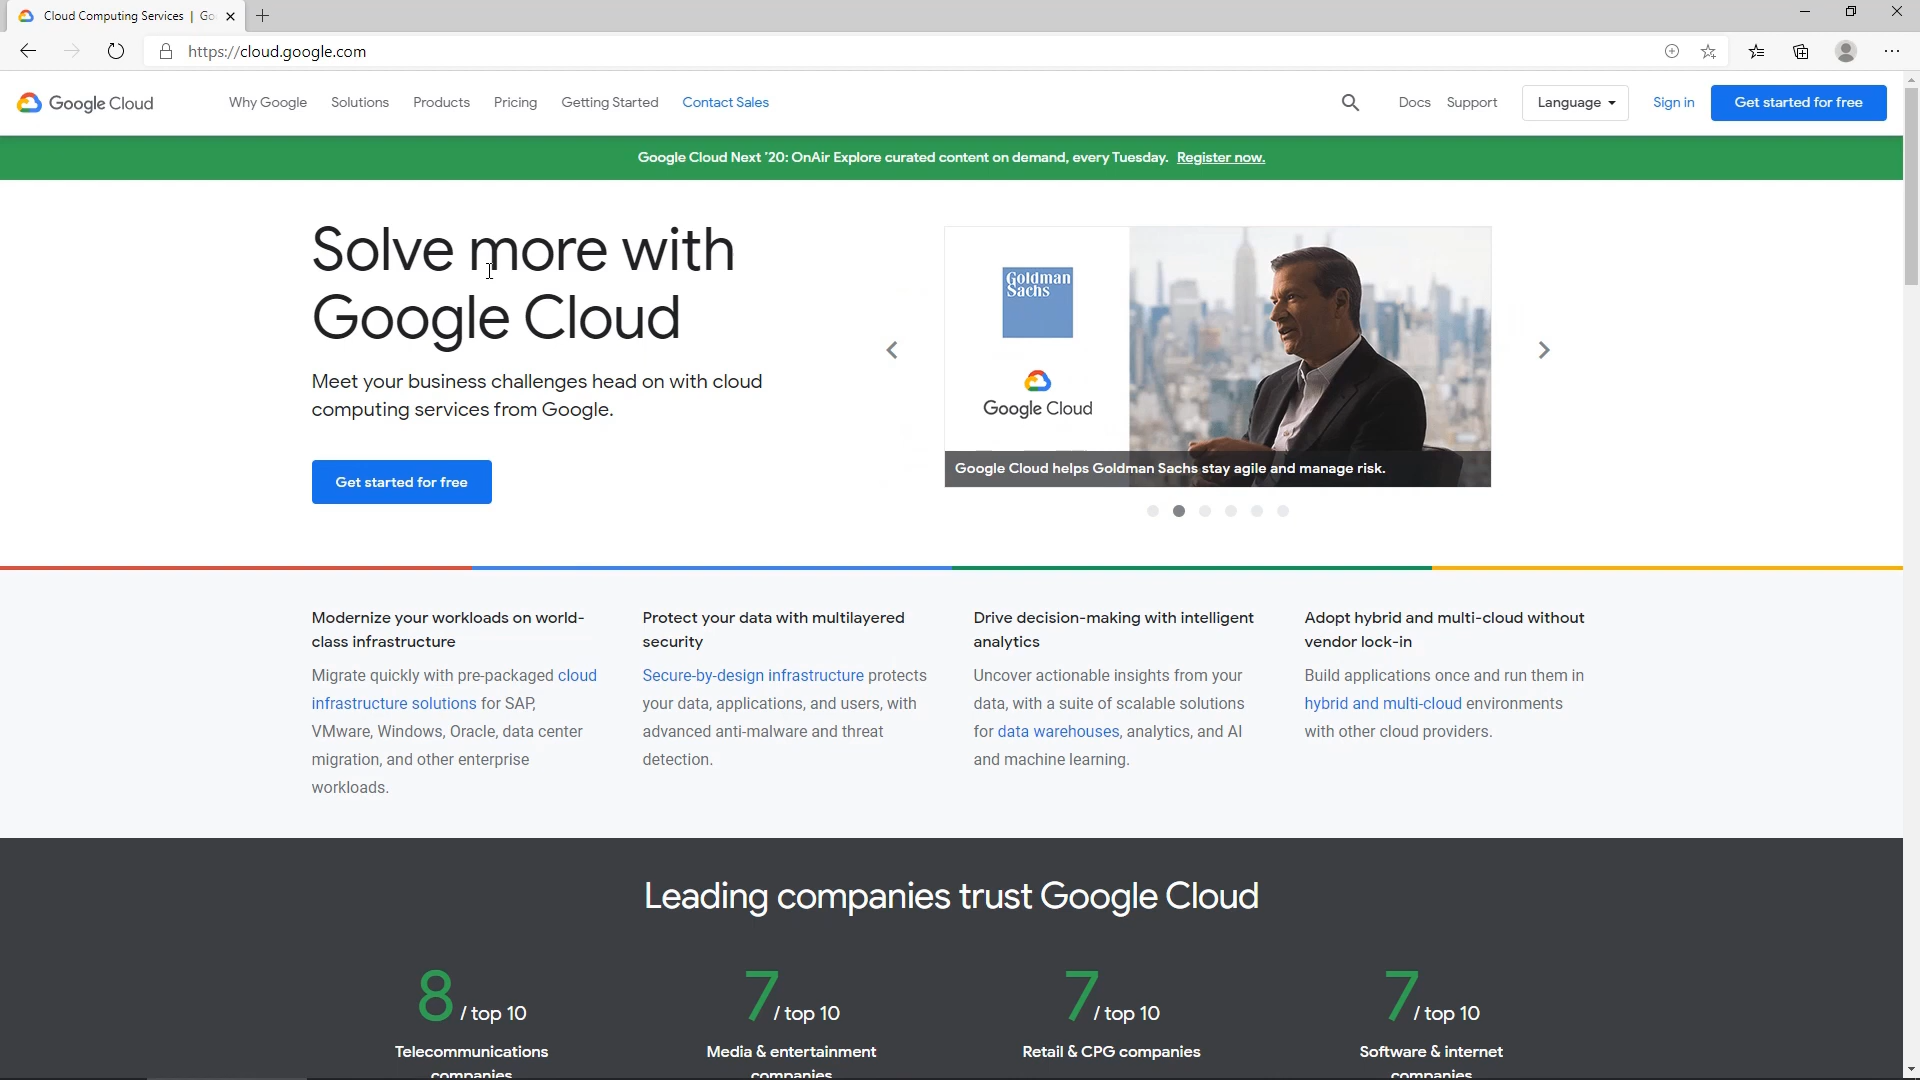 Cloud Computing Services | Go
https://cloud.google.com
Google Cloud
Why Google
Solutions
Products
Pricing
Getting Started
Contact Sales
Docs
Support
Language
Sign in
Get started for free
Google Cloud Next '20: OnAir Explore curated content on demand, every Tuesday. Register now.
Solve more with
Google Cloud
Meet your business challenges head on with cloud
computing services from Google.
Get started for free
Goldman
Sachs
Google Cloud
Google Cloud helps Goldman Sachs stay agile and manage risk.
Modernize your workloads on world-
class infrastructure
Migrate quickly with pre-packaged cloud
infrastructure solutions for SAP,
VMware, Windows, Oracle, data center
migration, and other enterprise
workloads.
Protect your data with multilayered
security
Secure-by-design infrastructure protects
your data, applications, and users, with
advanced anti-malware and threat
detection.
Drive decision-making with intelligent
analytics
Uncover actionable insights from your
data, with a suite of scalable solutions
for data warehouses, analytics, and AI
and machine learning.
Adopt hybrid and multi-cloud without
vendor lock-in
Build applications once and run them in
hybrid and multi-cloud environments
with other cloud providers.
Leading companies trust Google Cloud
8 / top 10
Telecommunications
companies
7 / top 10
Media & entertainment
companies
7 / top 10
Retail & CPG companies
7 / top 10
Software & internet
companies